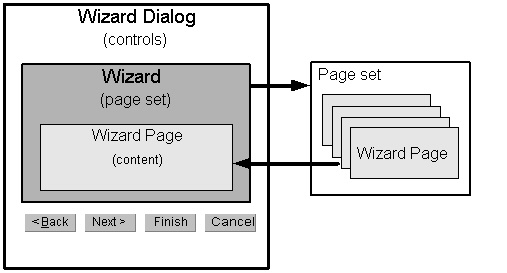 Wizard Dialog
(controls)
Wizard
(page set)
Wizard Page
(content)
< Back Next > Finish Cancel
Page set
Wizard Page